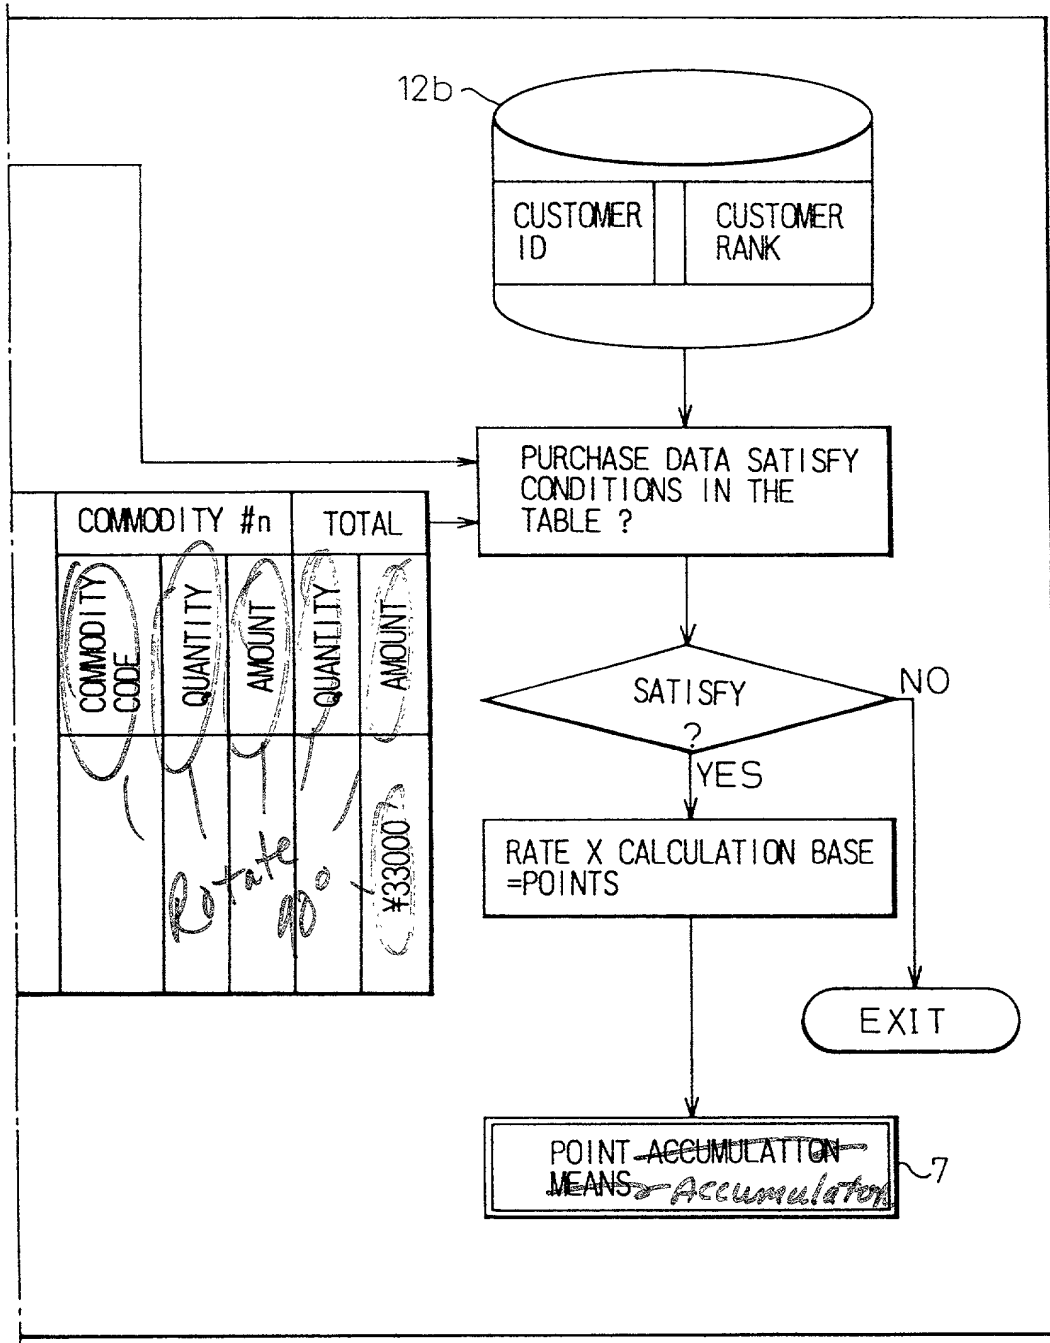 12b
CUSTOMER
ID
CUSTOMER
RANK
PURCHASE DATA SATISFY
CONDITIONS IN THE
TABLE ?
COMMODITY #n
TOTAL
COMMODITY
CODE
QUANTITY
AMOUNT
QUANTITY
AMOUNT
¥33000
Rotate
90°
SATISFY
?
NO
YES
RATE X CALCULATION BASE
=POINTS
EXIT
POINT ACCUMULATION
MEANS Accumulator
7